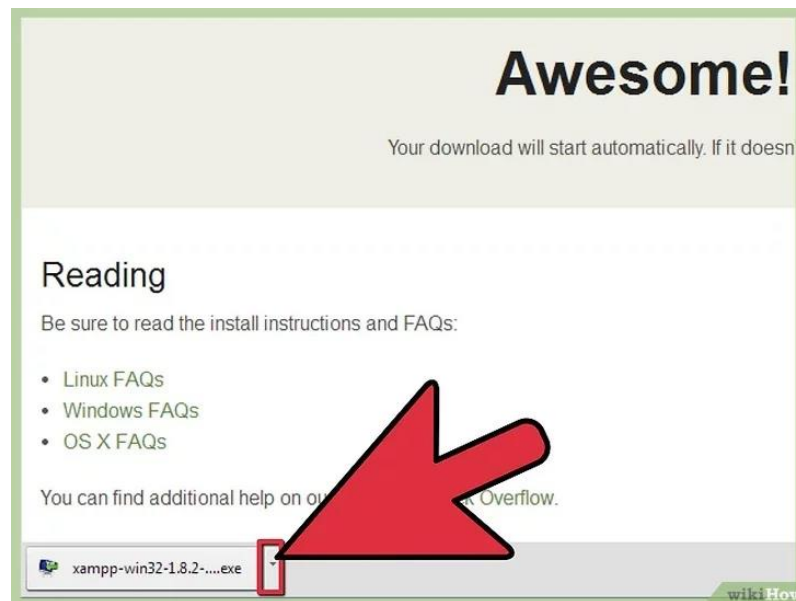 Awesome!
Your download will start automatically. If it doesn
Reading
Be sure to read the install instructions and FAQs:
• Linux FAQs
• Windows FAQs
• OS X FAQs
You can find additional help on Overflow.
xampp-win32-1.8.2-....exe
wikiHow